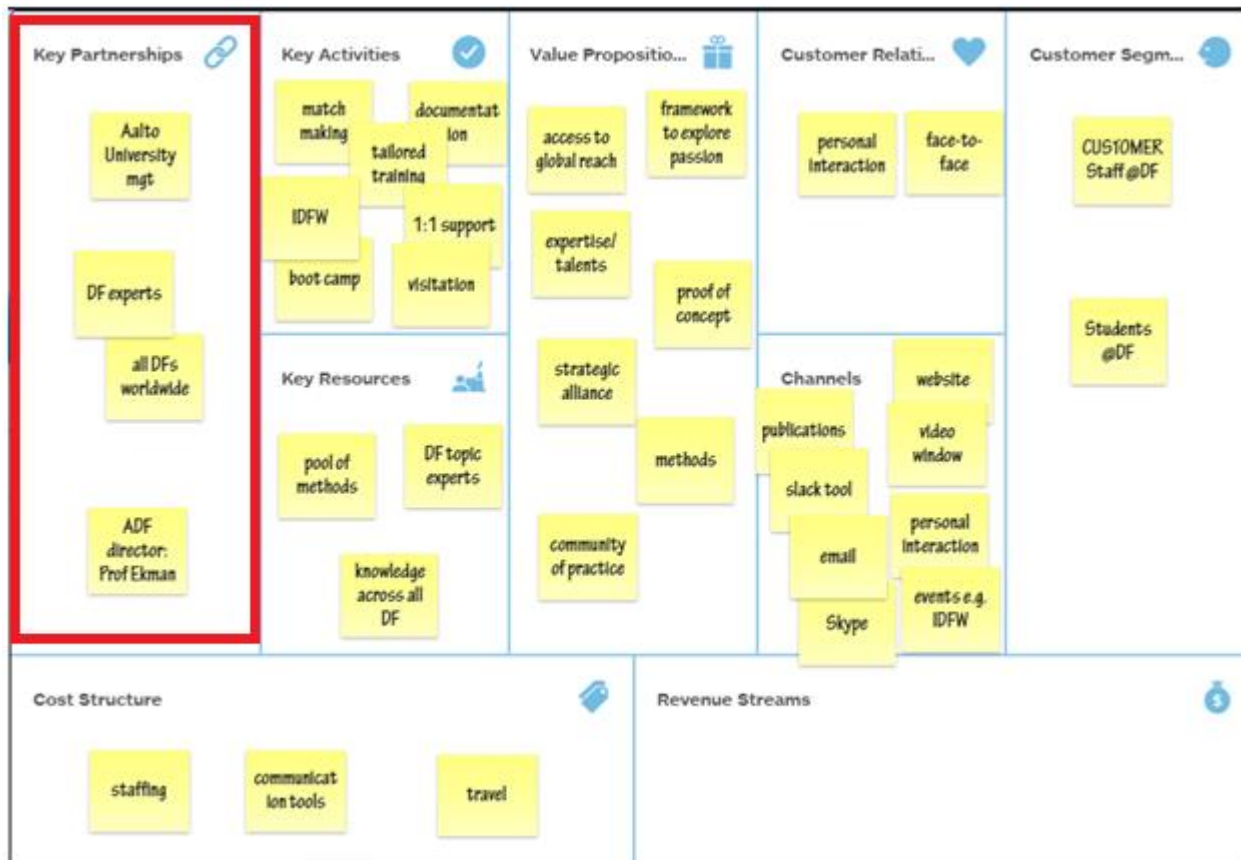 Key Partnerships
Aalto
University
mgt
DF experts
all DFs
worldwide
ADF
director:
Prof Ekman
Key Activities
match
making
documentat
ion
tailored
training
IDFW
1:1 support
boot camp
visitation
Key Resources
pool of
methods
DF topic
experts
knowledge
across all
DF
Value Propositio...
access to
global reach
framework
to explore
passion
expertise/
talents
proof of
concept
strategic
alliance
methods
community
of practice
Customer Relati...
personal
interaction
face-to-
face
Channels
website
publications
video
window
slack tool
personal
interaction
email
events e.g.
IDFW
Skype
Customer Segm...
CUSTOMER
Staff@DF
Students
@DF
Cost Structure
staffing
communicat
ion tools
travel
Revenue Streams